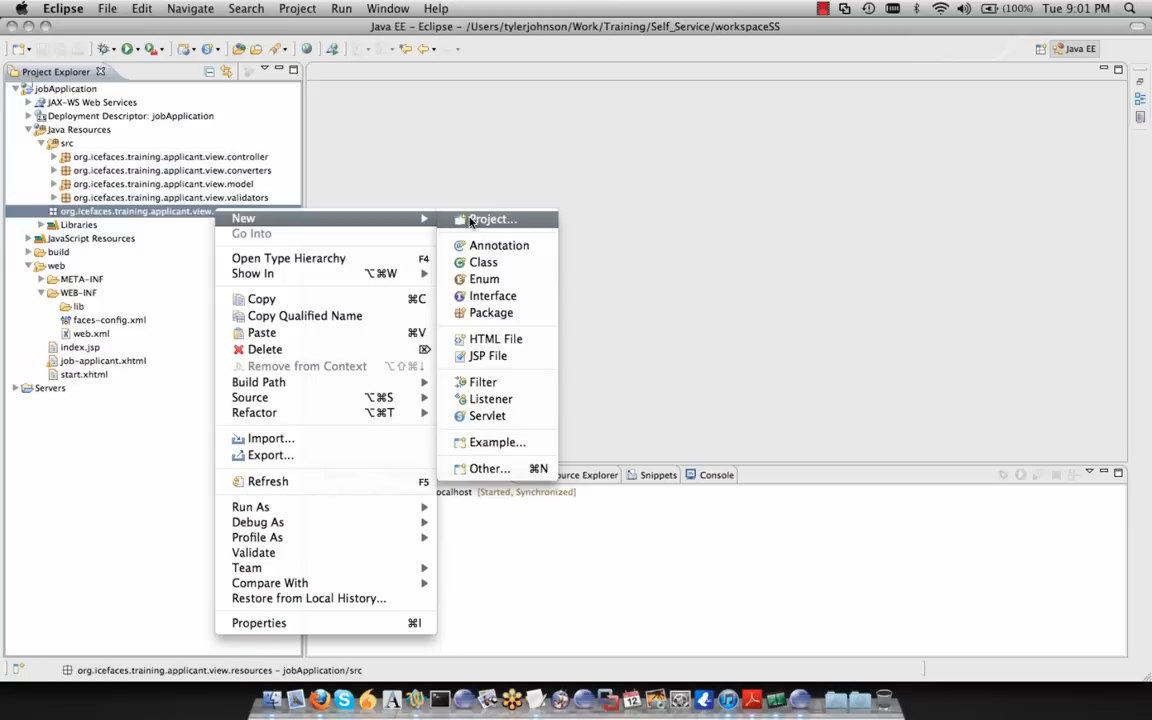 Eclipse File Edit Navigate Search Project Run Window Help (100%) Tue 9:01 PM
Java EE - Eclipse - /Users/tylerjohnson/Work/Training/Self_Service/workspaceSS
Java EE
Project Explorer
jobApplication
JAX-WS Web Services
Deployment Descriptor: jobApplication
Java Resources
src
org.icefaces.training.applicant.view.controller
org.icefaces.training.applicant.view.converters
org.icefaces.training.applicant.view.model
org.icefaces.training.applicant.view.validators
org.icefaces.training.applicant.view.
Libraries
JavaScript Resources
build
web
META-INF
WEB-INF
lib
faces-config.xml
web.xml
index.jsp
job-applicant.xhtml
start.xhtml
Servers
New
Go Into
Open Type Hierarchy F4
Show In ⌥⌘W
Copy ⌘C
Copy Qualified Name
Paste ⌘V
Delete ⌦
Remove from Context ⌥⇧⌘↓
Build Path
Source ⌥⌘S
Refactor ⌥⌘T
Import...
Export...
Refresh F5
Run As
Debug As
Profile As
Validate
Team
Compare With
Restore from Local History...
Properties ⌘I
Project...
Annotation
Class
Enum
Interface
Package
HTML File
JSP File
Filter
Listener
Servlet
Example...
Other... ⌘N
Explorer Snippets Console
localhost [Started, Synchronized]
org.icefaces.training.applicant.view.resources - jobApplication/src